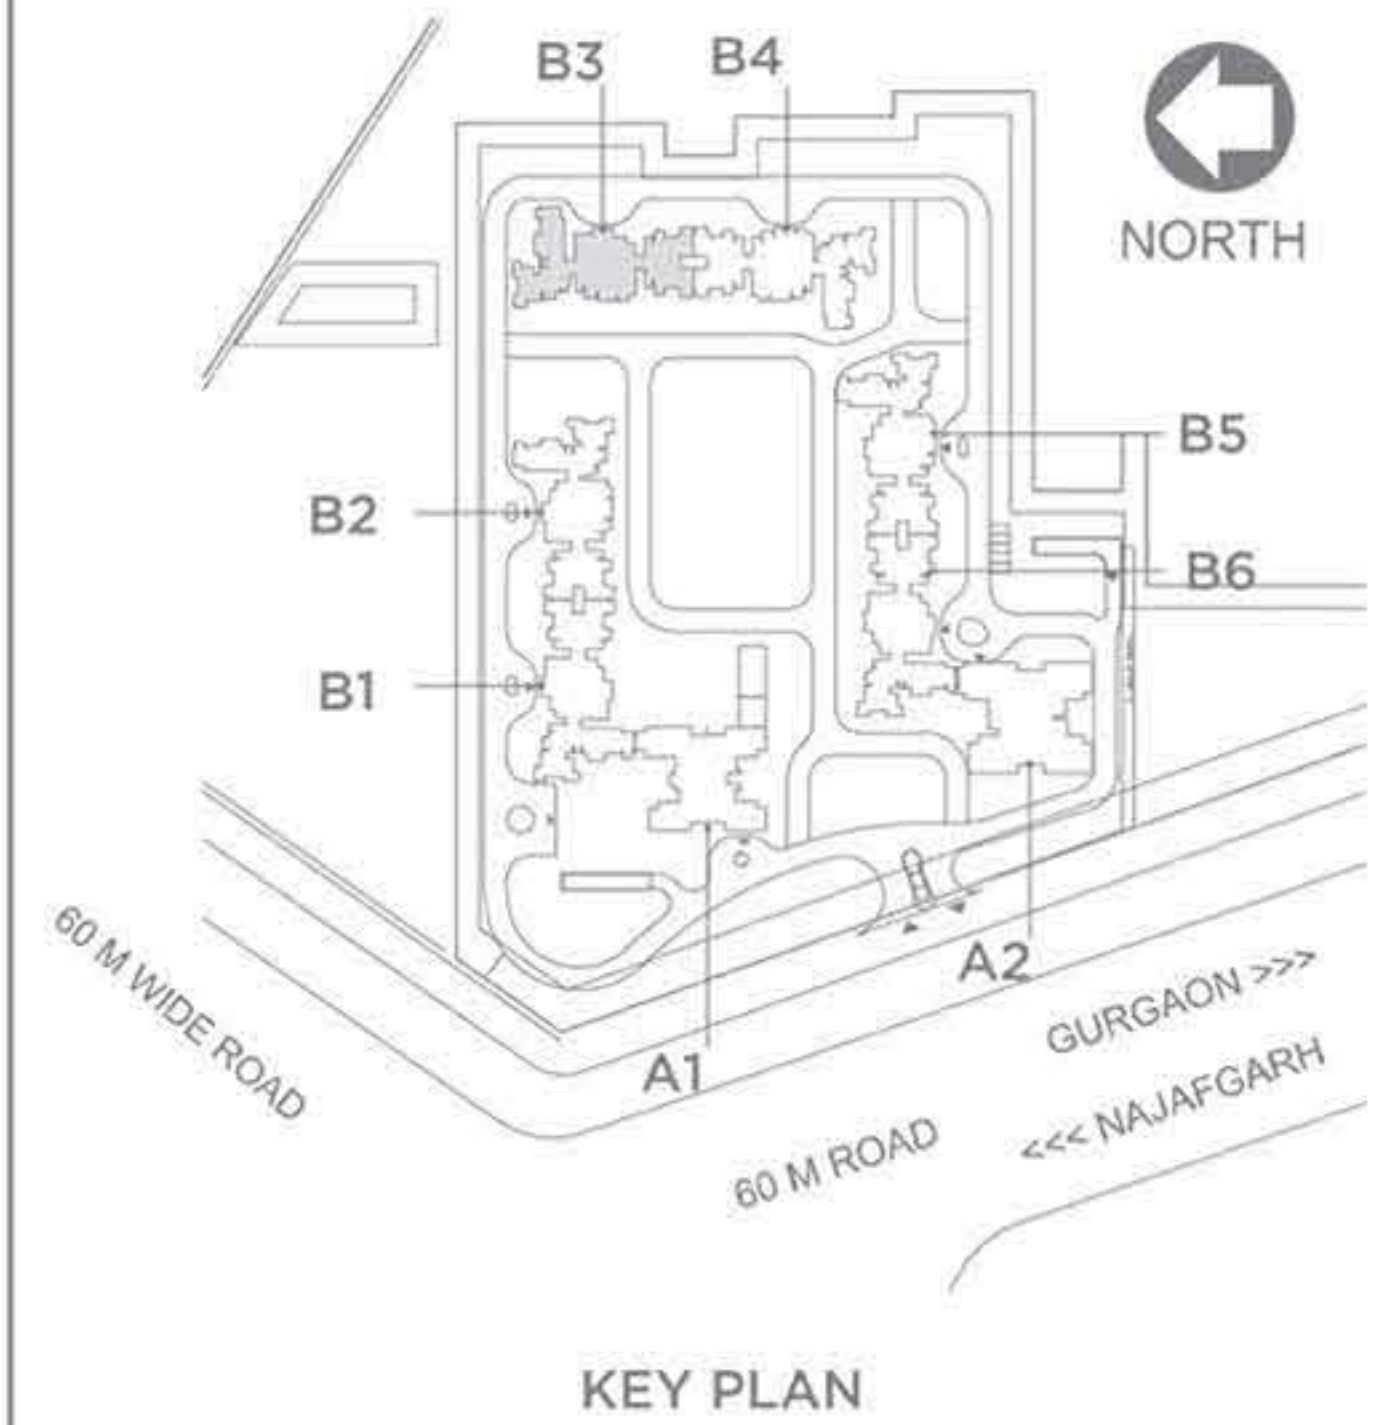 B3
B4
NORTH
B5
B2
B6
B1
A2
60 M WIDE ROAD
GURGAON >>>
A1
<<< NAJAFGARH
60 M ROAD
KEY PLAN